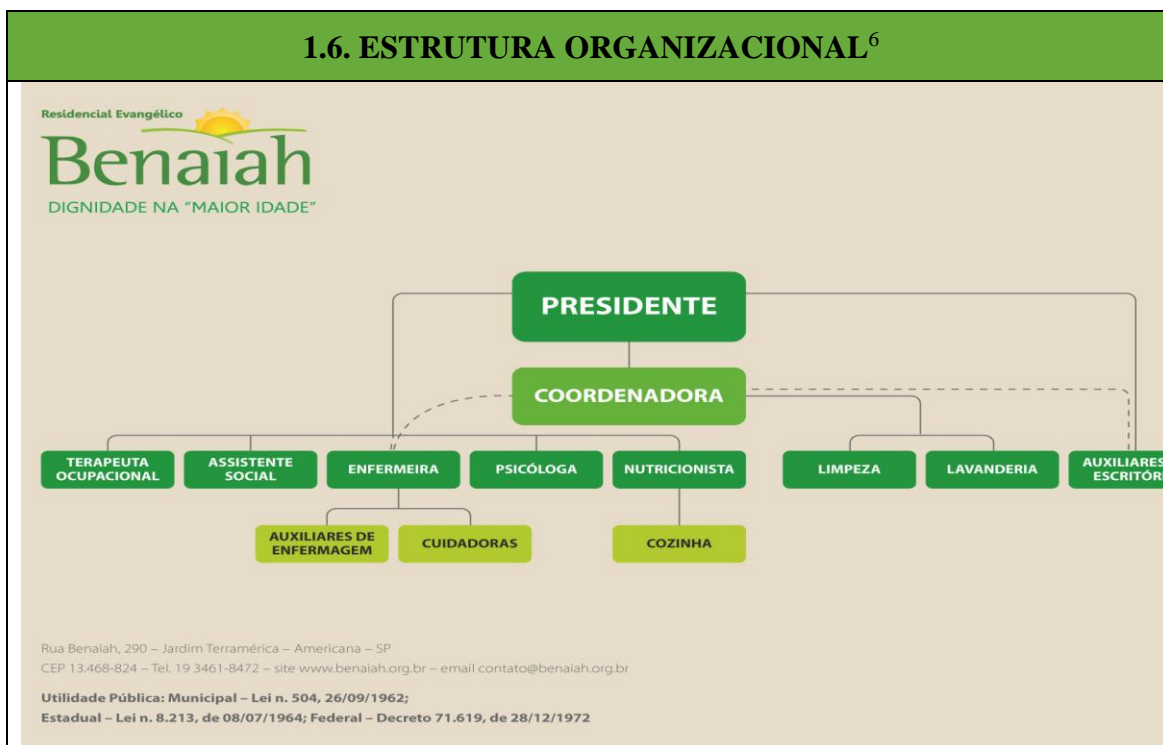 1.6. ESTRUTURA ORGANIZACIONAL⁶
Residencial Evangélico
Benaiah
DIGNIDADE NA “MAIOR IDADE”
PRESIDENTE
COORDENADORA
TERAPEUTA
OCUPACIONAL
ASSISTENTE
SOCIAL
ENFERMEIRA
PSICÓLOGA
NUTRICIONISTA
LIMPEZA
LAVANDERIA
AUXILIARES
AUXILIARES DE
ENFERMAGEM
CUIDADORAS
COZINHA
Rua Benaiah, 290 – Jardim Terramérica – Americana – SP
CEP 13.468-824 – Tel. 19 3461-8472 – site www.benaiah.org.br – email contato@benaiah.org.br
Utilidade Pública: Municipal – Lei n. 504, 26/09/1962;
Estadual – Lei n. 8.213, de 08/07/1964; Federal – Decreto 71.619, de 28/12/1972